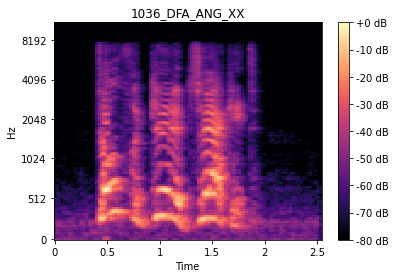 1036_DFA_ANG_XX
8192
4096
2048
1024
512
0
Hz
0
0.5
1
1.5
2
2.5
Time
+0 dB
-10 dB
-20 dB
-30 dB
-40 dB
-50 dB
-60 dB
-70 dB
-80 dB